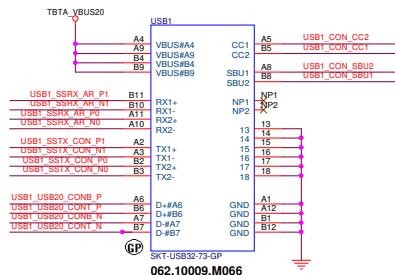 TBTA_VBUS20
USB1
A4 VBUS#A4 CC1 A5 USB1_CON_CC2
A9 VBUS#A9 CC2 B5 USB1_CON_CC1
B4 VBUS#B4
B9 VBUS#B9 SBU1 A8 USB1_CON_SBU2
SBU2 B8 USB1_CON_SBU1
USB1_SSRX_AR_P1 B11 RX1+ NP1 NP1
USB1_SSRX_AR_N1 B10 RX1- NP2 NP2
USB1_SSRX_AR_P0 A11 RX2+
USB1_SSRX_AR_N0 A10 RX2- 13 13
14 14
USB1_SSTX_CON_P1 A2 TX1+ 15 15
USB1_SSTX_CON_N1 A3 TX1- 16 16
USB1_SSTX_CON_P0 B2 TX2+ 17 17
USB1_SSTX_CON_N0 B3 TX2- 18 18
USB1_USB20_CONB_P A6 D+#A6 GND A1
USB1_USB20_CONT_P B6 D+#B6 GND A12
USB1_USB20_CONB_N A7 D-#A7 GND B1
USB1_USB20_CONT_N B7 D-#B7 GND B12
GP
SKT-USB32-73-GP
062.10009.M066